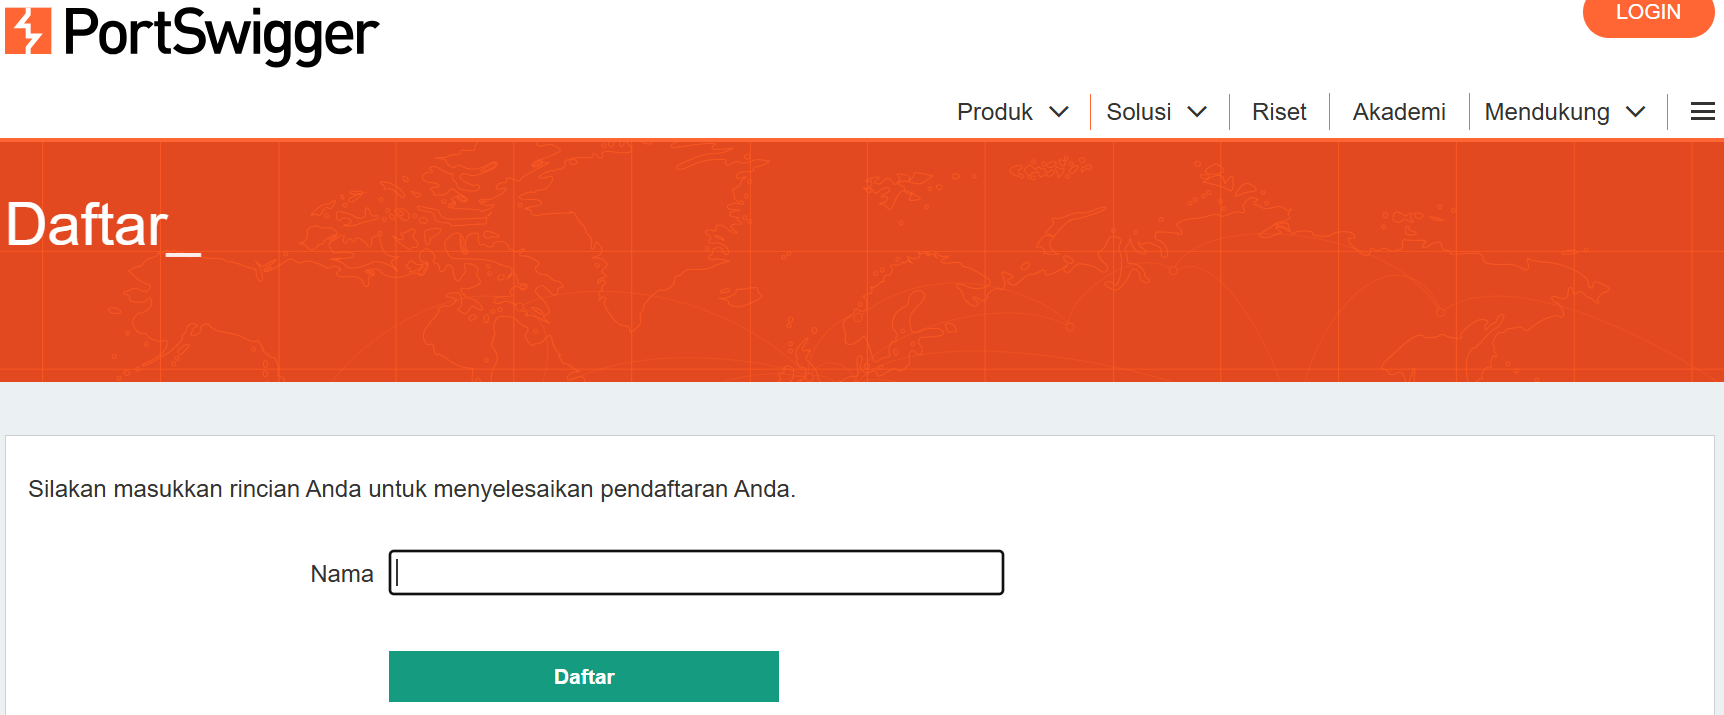 PortSwigger
LOGIN
Produk
Solusi
Riset
Akademi
Mendukung
Daftar_
Silakan masukkan rincian Anda untuk menyelesaikan pendaftaran Anda.
Nama
Daftar